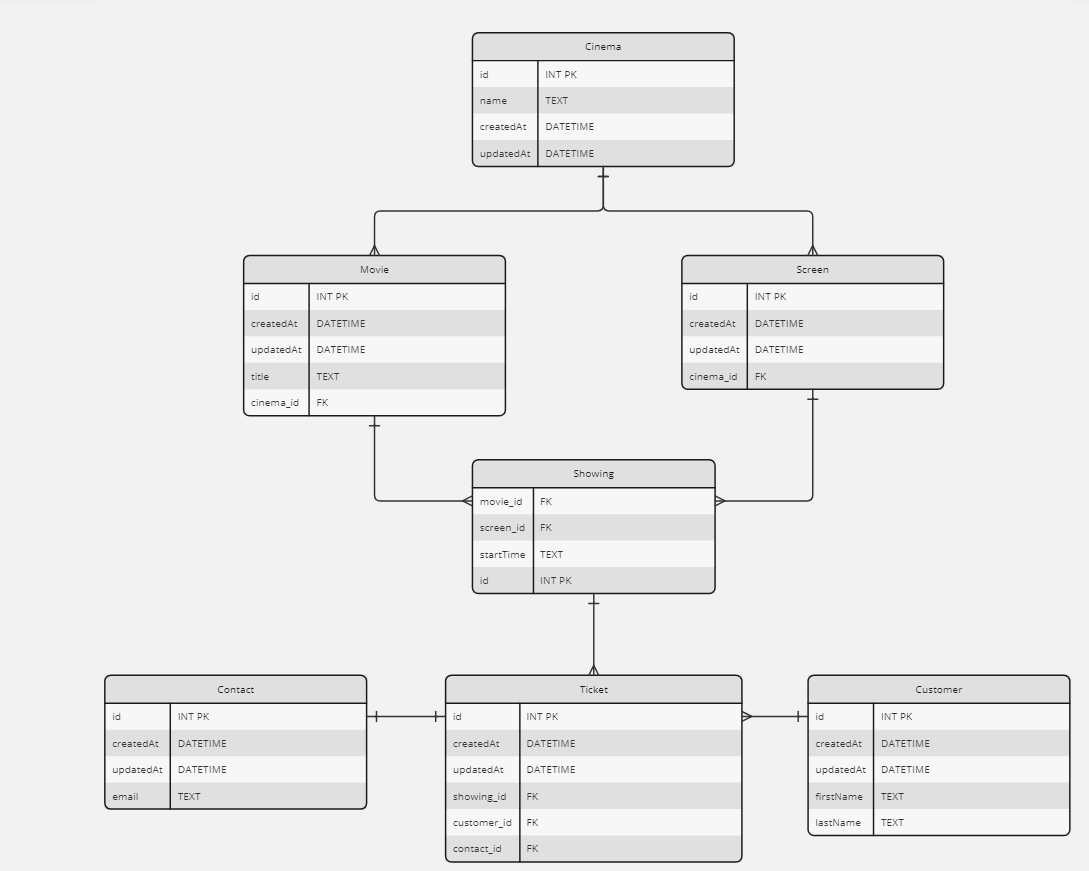 Cinema
id INT PK
name TEXT
createdAt DATETIME
updatedAt DATETIME
Movie
id INT PK
createdAt DATETIME
updatedAt DATETIME
title TEXT
cinema_id FK
Screen
id INT PK
createdAt DATETIME
updatedAt DATETIME
cinema_id FK
Showing
movie_id FK
screen_id FK
startTime TEXT
id INT PK
Contact
id INT PK
createdAt DATETIME
updatedAt DATETIME
email TEXT
Ticket
id INT PK
createdAt DATETIME
updatedAt DATETIME
showing_id FK
customer_id FK
contact_id FK
Customer
id INT PK
createdAt DATETIME
updatedAt DATETIME
firstName TEXT
lastName TEXT